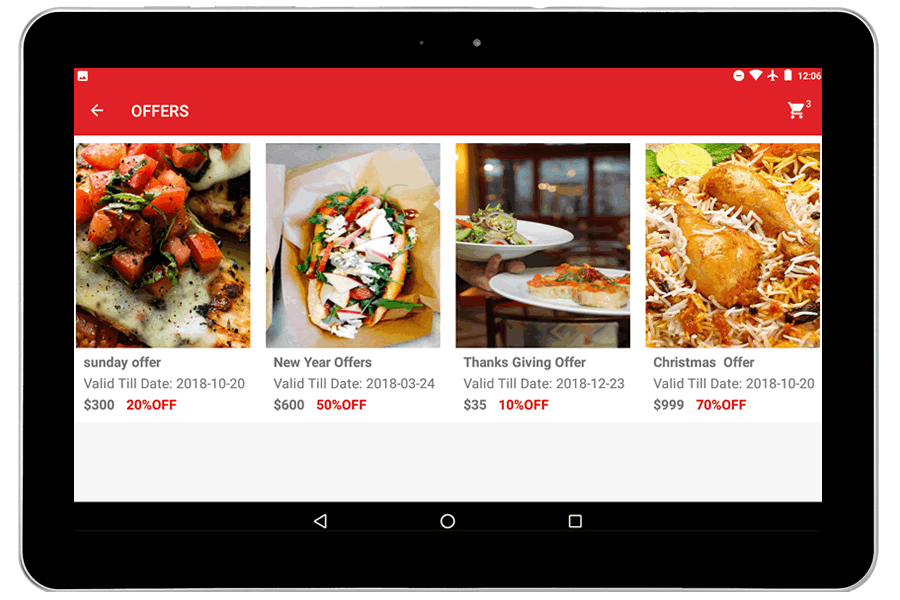 12:06
OFFERS
3
sunday offer
Valid Till Date: 2018-10-20
$300 20%OFF
New Year Offers
Valid Till Date: 2018-03-24
$600 50%OFF
Thanks Giving Offer
Valid Till Date: 2018-12-23
$35 10%OFF
Christmas  Offer
Valid Till Date: 2018-10-20
$999 70%OFF